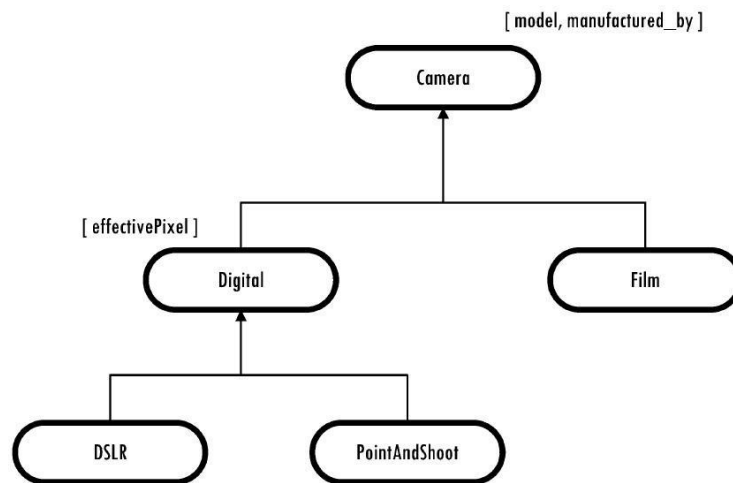 [ model, manufactured_by ]
Camera
[ effectivePixel ]
Digital
Film
DSLR
PointAndShoot